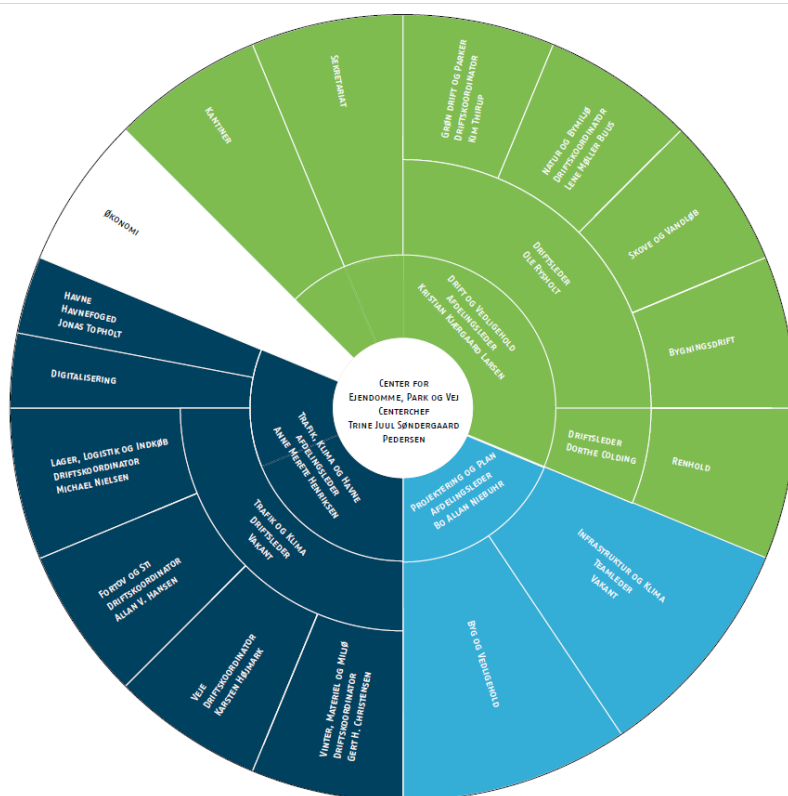 Center for
Ejendomme, Park og Vej
Centerchef
Trine Juul Søndergaard
Pedersen
Drift og Vedligehold
Afdelingsleder
Kristian Kjærgaard Larsen
Driftsleder
Ole Rysholt
Sekretariat
Grøn drift og Parker
Driftskoordinator
Kim Thirup
Natur og Bymiljø
Driftskoordinator
Lene Møller Buus
Skove og Vandløb
Bygningsdrift
Driftsleder
Dorthe Colding
Renhold
Projektering og Plan
Afdelingsleder
Bo Allan Niebuhr
Infrastruktur og Klima
Teamleder
Vakant
Byg og Vedligehold
Trafik, Klima og Havne
Afdelingsleder
Anne Merete Henriksen
Trafik og Klima
Driftsleder
Vakant
Vinter, Materiel og Miljø
Driftskoordinator
Gert H. Christensen
Veje
Driftskoordinator
Karsten Højmark
Fortov og Sti
Driftskoordinator
Allan V. Hansen
Lager, Logistik og Indkøb
Driftskoordinator
Michael Nielsen
Digitalisering
Havne
Havnefoged
Jonas Topholt
Økonomi
Kantiner